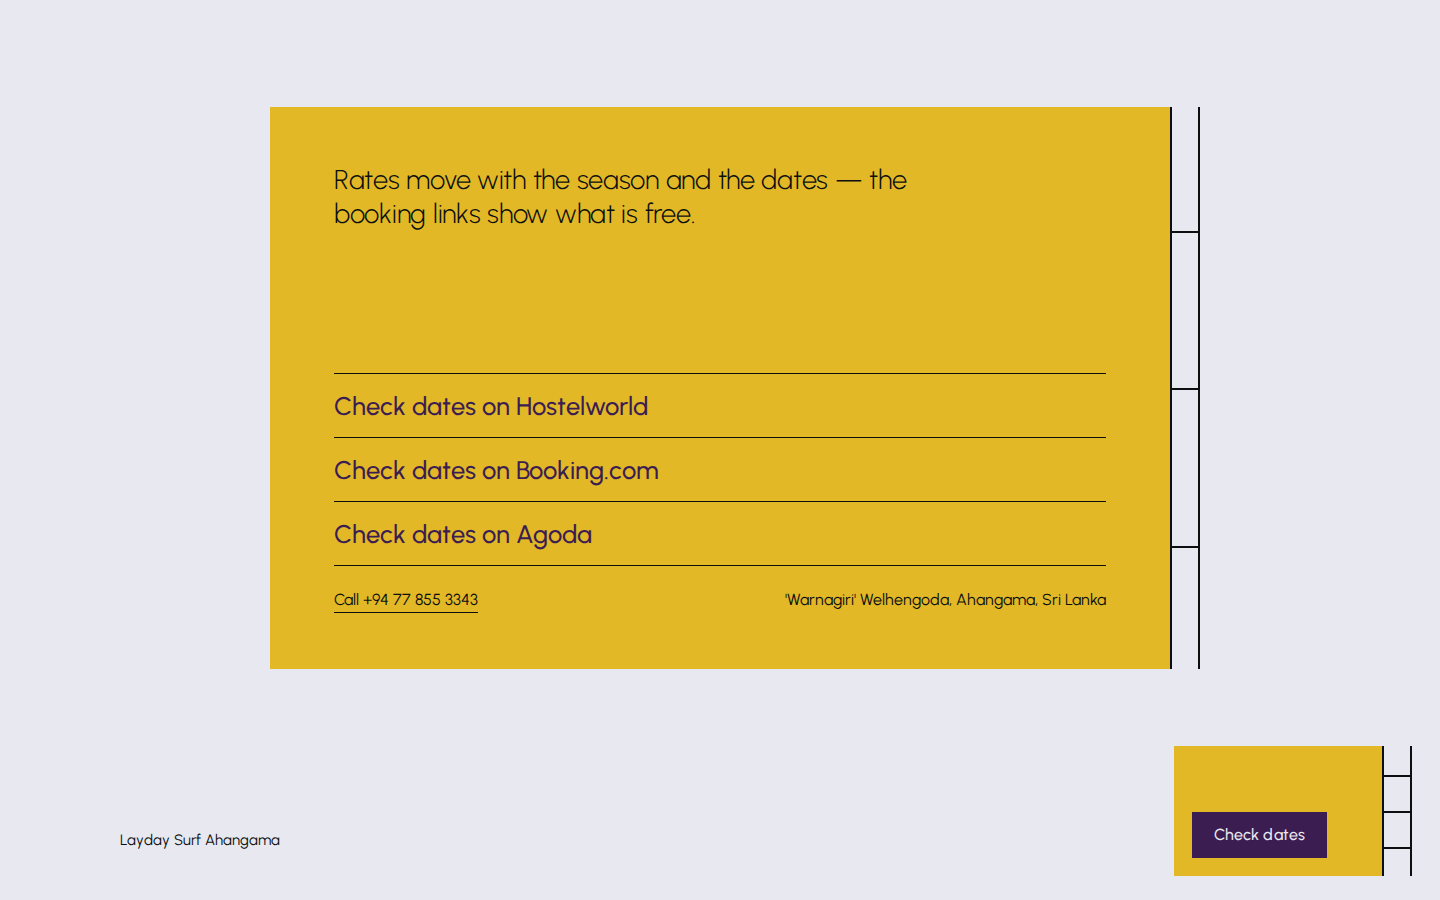 Rates move with the season and the dates — the
booking links show what is free.
Check dates on Hostelworld
Check dates on Booking.com
Check dates on Agoda
Call +94 77 855 3343
'Warnagiri' Welhengoda, Ahangama, Sri Lanka
Layday Surf Ahangama
Check dates